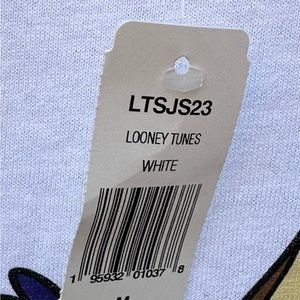 LTSJS23
LOONEY TUNES
WHITE
1 95932 01037 8
M